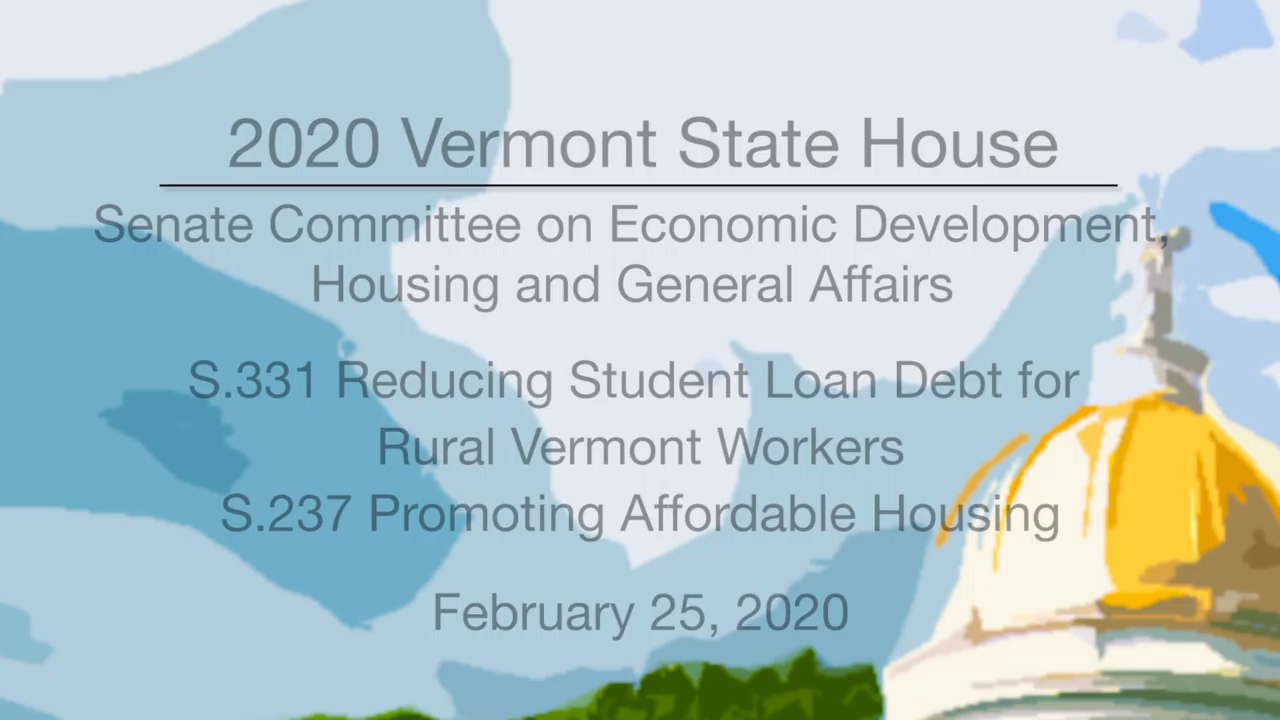 2020 Vermont State House
Senate Committee on Economic Development,
Housing and General Affairs
S.331 Reducing Student Loan Debt for
Rural Vermont Workers
S.237 Promoting Affordable Housing
February 25, 2020